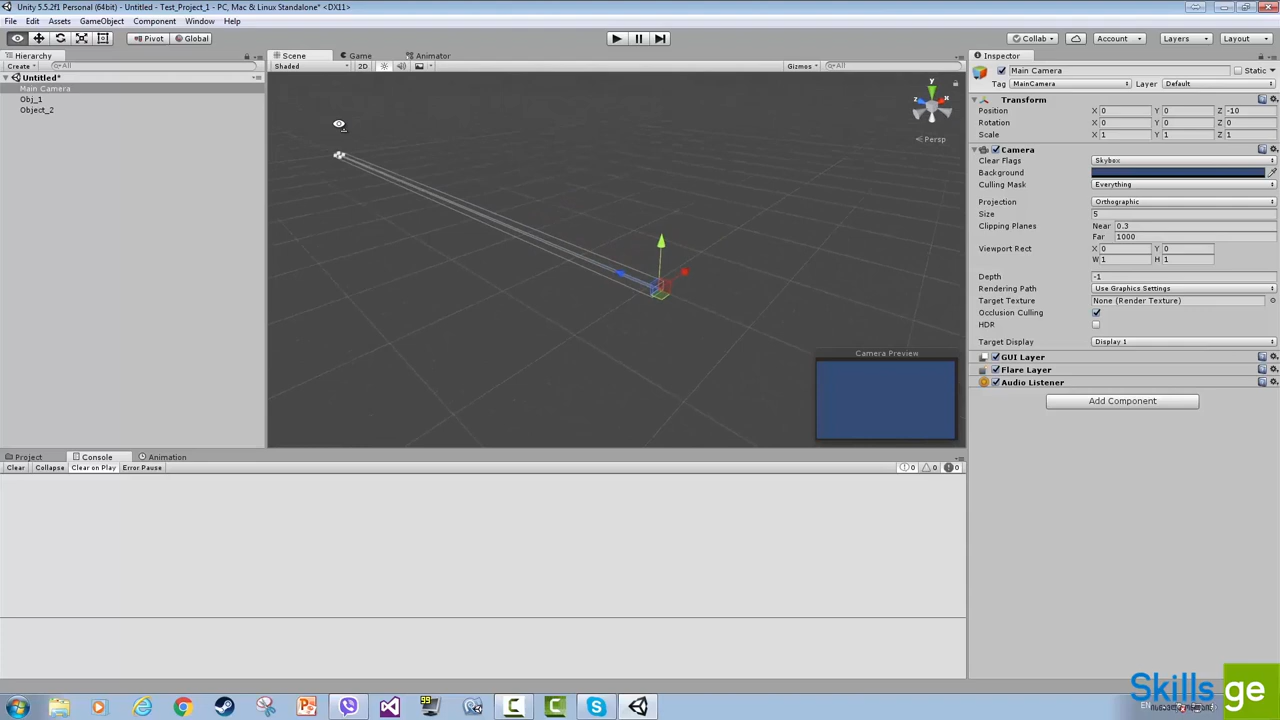 Unity 5.5.2f1 Personal (64bit) - Untitled - Test_Project_1 - PC, Mac & Linux Standalone* <DX11>
File Edit Assets GameObject Component Window Help
Pivot Global Collab Account Layers Layout
Hierarchy Scene Game Animator Inspector
Create All Shaded 2D Gizmos All
Untitled*
Main Camera
Obj_1
Object_2
y
x
z
Persp
Camera Preview
Main Camera Static
Tag MainCamera Layer Default
Transform
Position X 0 Y 0 Z -10
Rotation X 0 Y 0 Z 0
Scale X 1 Y 1 Z 1
Camera
Clear Flags Skybox
Background
Culling Mask Everything
Projection Orthographic
Size 5
Clipping Planes Near 0.3
Far 1000
Viewport Rect X 0 Y 0
W 1 H 1
Depth -1
Rendering Path Use Graphics Settings
Target Texture None (Render Texture)
Occlusion Culling
HDR
Target Display Display 1
GUI Layer
Flare Layer
Audio Listener
Add Component
Project Console Animation
Clear Collapse Clear on Play Error Pause 0 0 0
99
Skills ge